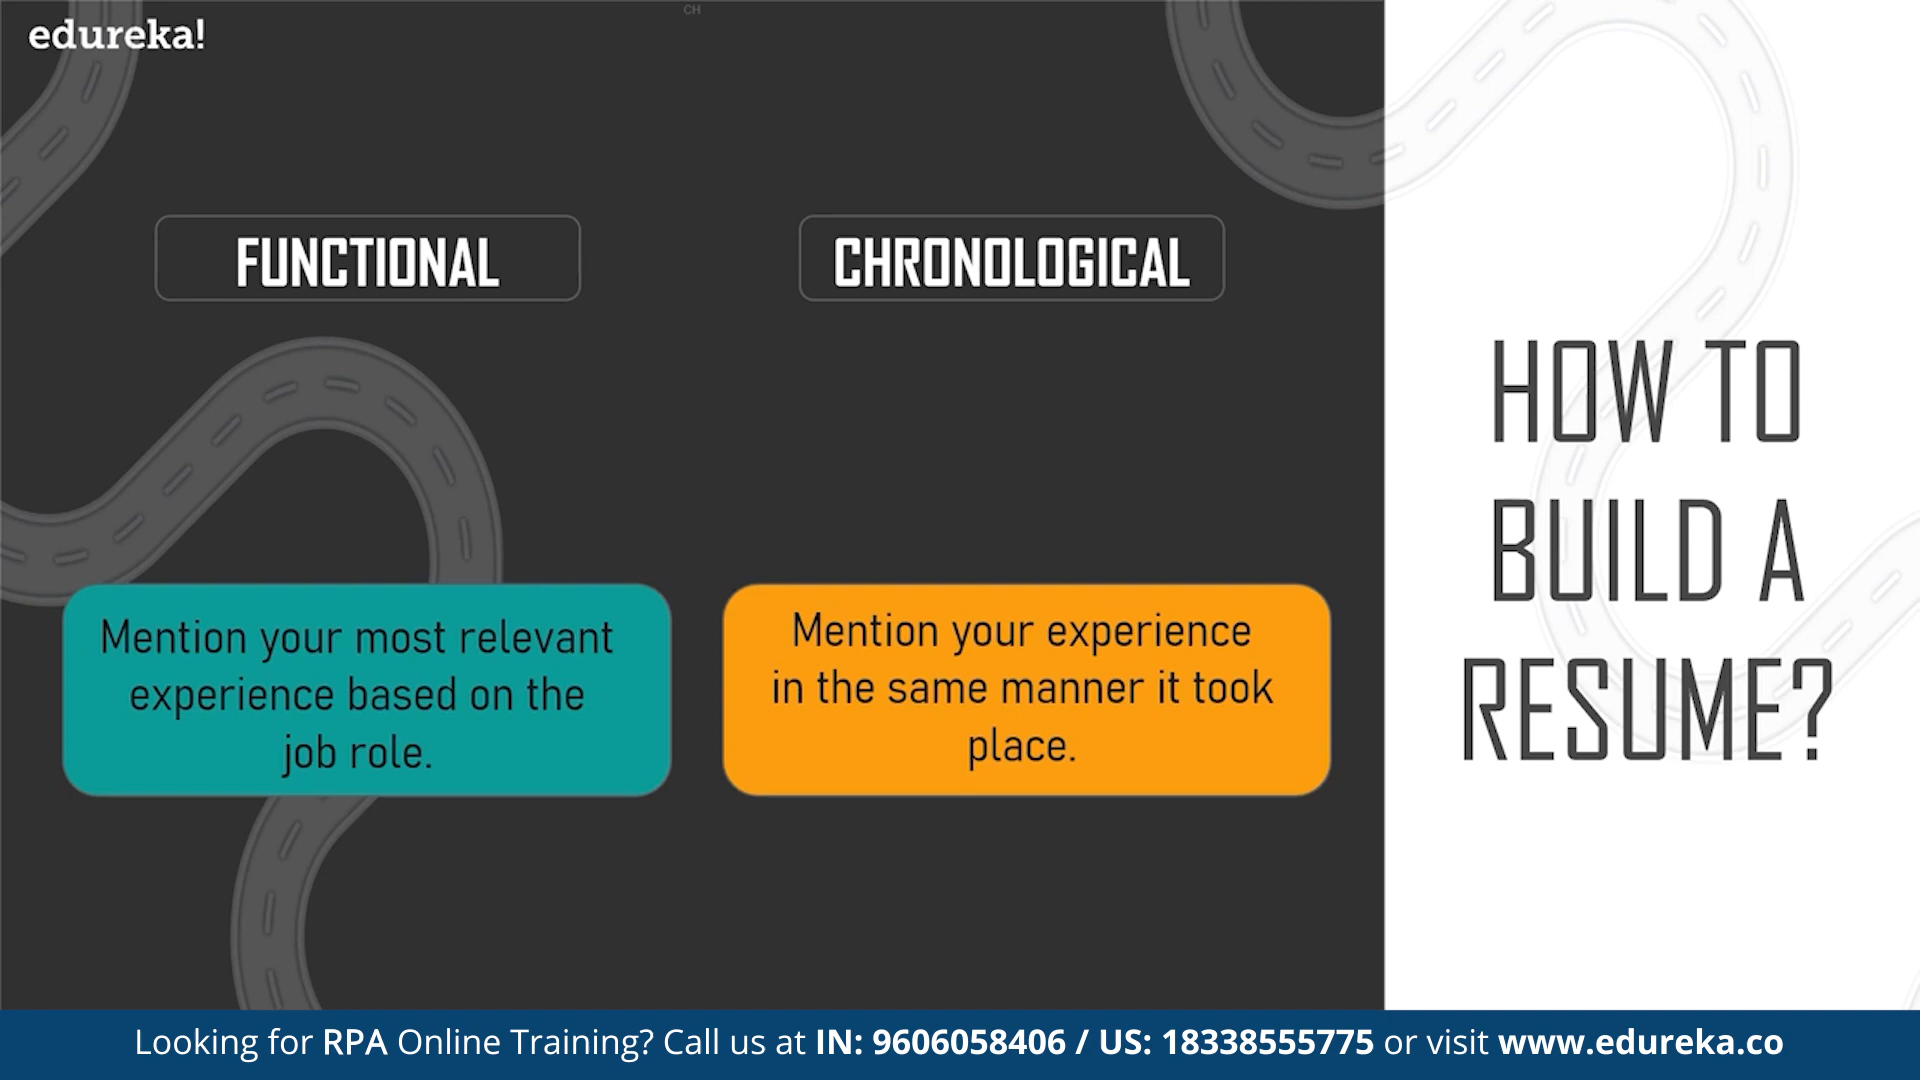 CH
edureka!
FUNCTIONAL
CHRONOLOGICAL
Mention your most relevant
experience based on the
job role.
Mention your experience
in the same manner it took
place.
HOW TO
BUILD A
RESUME?
Looking for RPA Online Training? Call us at IN: 9606058406 / US: 18338555775 or visit www.edureka.co